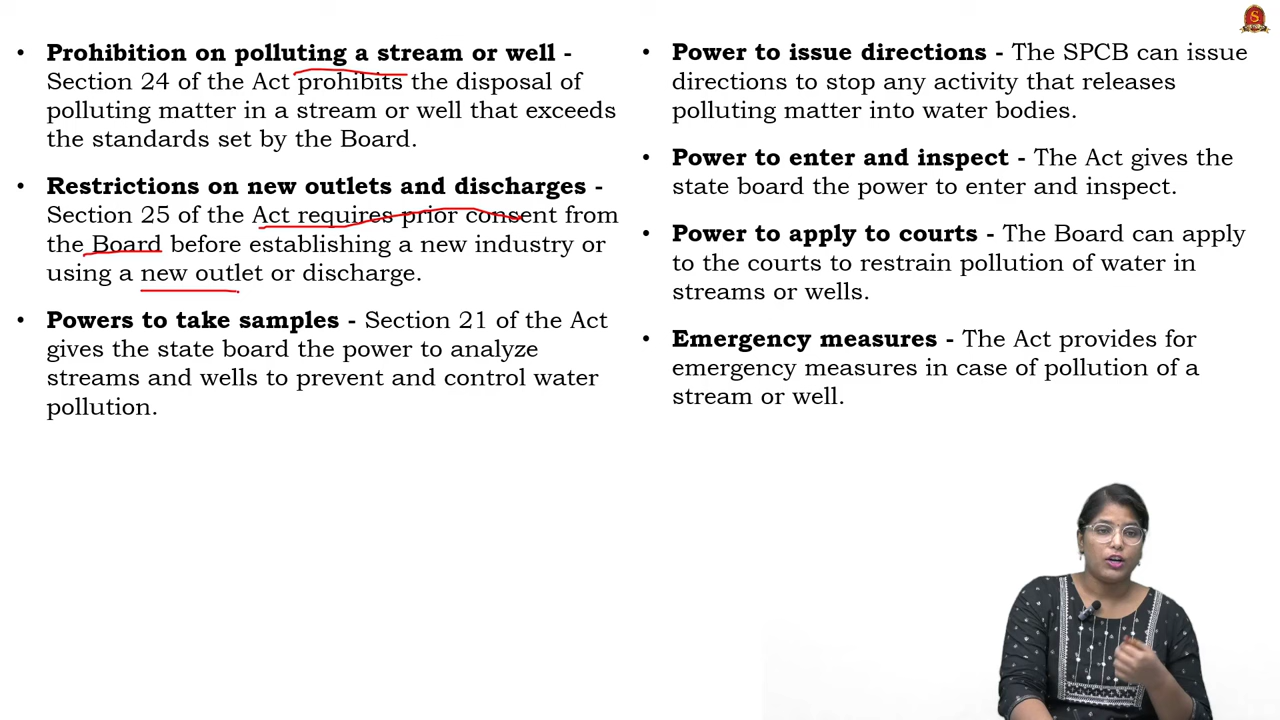 • Prohibition on polluting a stream or well -
Section 24 of the Act prohibits the disposal of
polluting matter in a stream or well that exceeds
the standards set by the Board.
• Restrictions on new outlets and discharges -
Section 25 of the Act requires prior consent from
the Board before establishing a new industry or
using a new outlet or discharge.
• Powers to take samples - Section 21 of the Act
gives the state board the power to analyze
streams and wells to prevent and control water
pollution.
• Power to issue directions - The SPCB can issue
directions to stop any activity that releases
polluting matter into water bodies.
• Power to enter and inspect - The Act gives the
state board the power to enter and inspect.
• Power to apply to courts - The Board can apply
to the courts to restrain pollution of water in
streams or wells.
• Emergency measures - The Act provides for
emergency measures in case of pollution of a
stream or well.